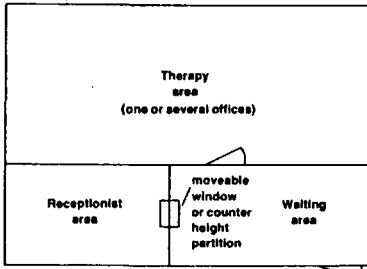 Therapy
area
(one or several offices)
Receptionist
area
moveable
window
or counter
height
partition
Waiting
area